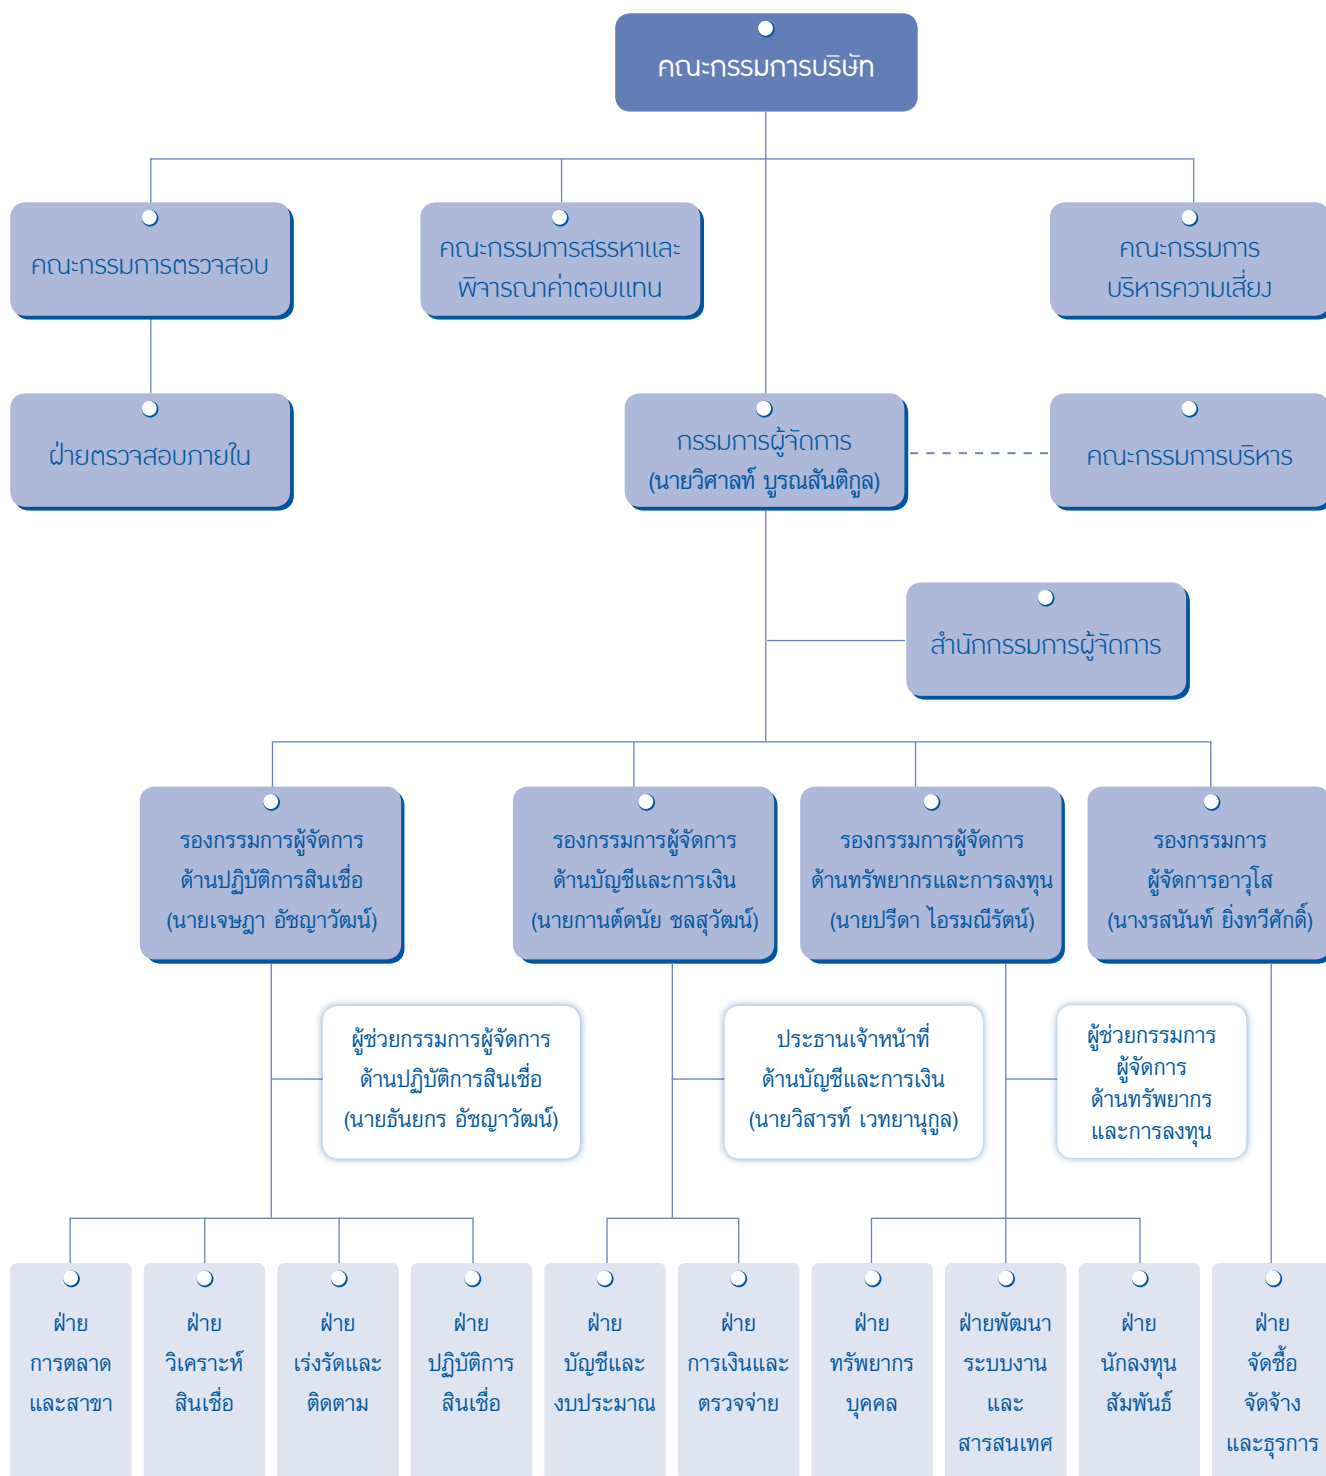 คณะกรรมการบริษัท
คณะกรรมการตรวจสอบ
คณะกรรมการสรรหาและ
พิจารณาค่าตอบแทน
คณะกรรมการ
บริหารความเสี่ยง
ฝ่ายตรวจสอบภายใน
กรรมการผู้จัดการ
(นายวิศาลท์ บูรณสันติกูล)
คณะกรรมการบริหาร
สำนักกรรมการผู้จัดการ
รองกรรมการผู้จัดการ
ด้านปฏิบัติการสินเชื่อ
(นายเจษฎา อัชญาวัฒน์)
รองกรรมการผู้จัดการ
ด้านบัญชีและการเงิน
(นายกานต์ดนัย ชลสุวัฒน์)
รองกรรมการผู้จัดการ
ด้านทรัพยากรและการลงทุน
(นายปรีดา ไอรมณีรัตน์)
รองกรรมการ
ผู้จัดการอาวุโส
(นางรสนันท์ ยิ่งทวีศักดิ์)
ผู้ช่วยกรรมการผู้จัดการ
ด้านปฏิบัติการสินเชื่อ
(นายธันยกร อัชญาวัฒน์)
ประธานเจ้าหน้าที่
ด้านบัญชีและการเงิน
(นายวิสารท์ เวทยานุกูล)
ผู้ช่วยกรรมการ
ผู้จัดการ
ด้านทรัพยากร
และการลงทุน
ฝ่าย
การตลาด
และสาขา
ฝ่าย
วิเคราะห์
สินเชื่อ
ฝ่าย
เร่งรัดและ
ติดตาม
ฝ่าย
ปฏิบัติการ
สินเชื่อ
ฝ่าย
บัญชีและ
งบประมาณ
ฝ่าย
การเงินและ
ตรวจจ่าย
ฝ่าย
ทรัพยากร
บุคคล
ฝ่ายพัฒนา
ระบบงาน
และ
สารสนเทศ
ฝ่าย
นักลงทุน
สัมพันธ์
ฝ่าย
จัดซื้อ
จัดจ้าง
และธุรการ